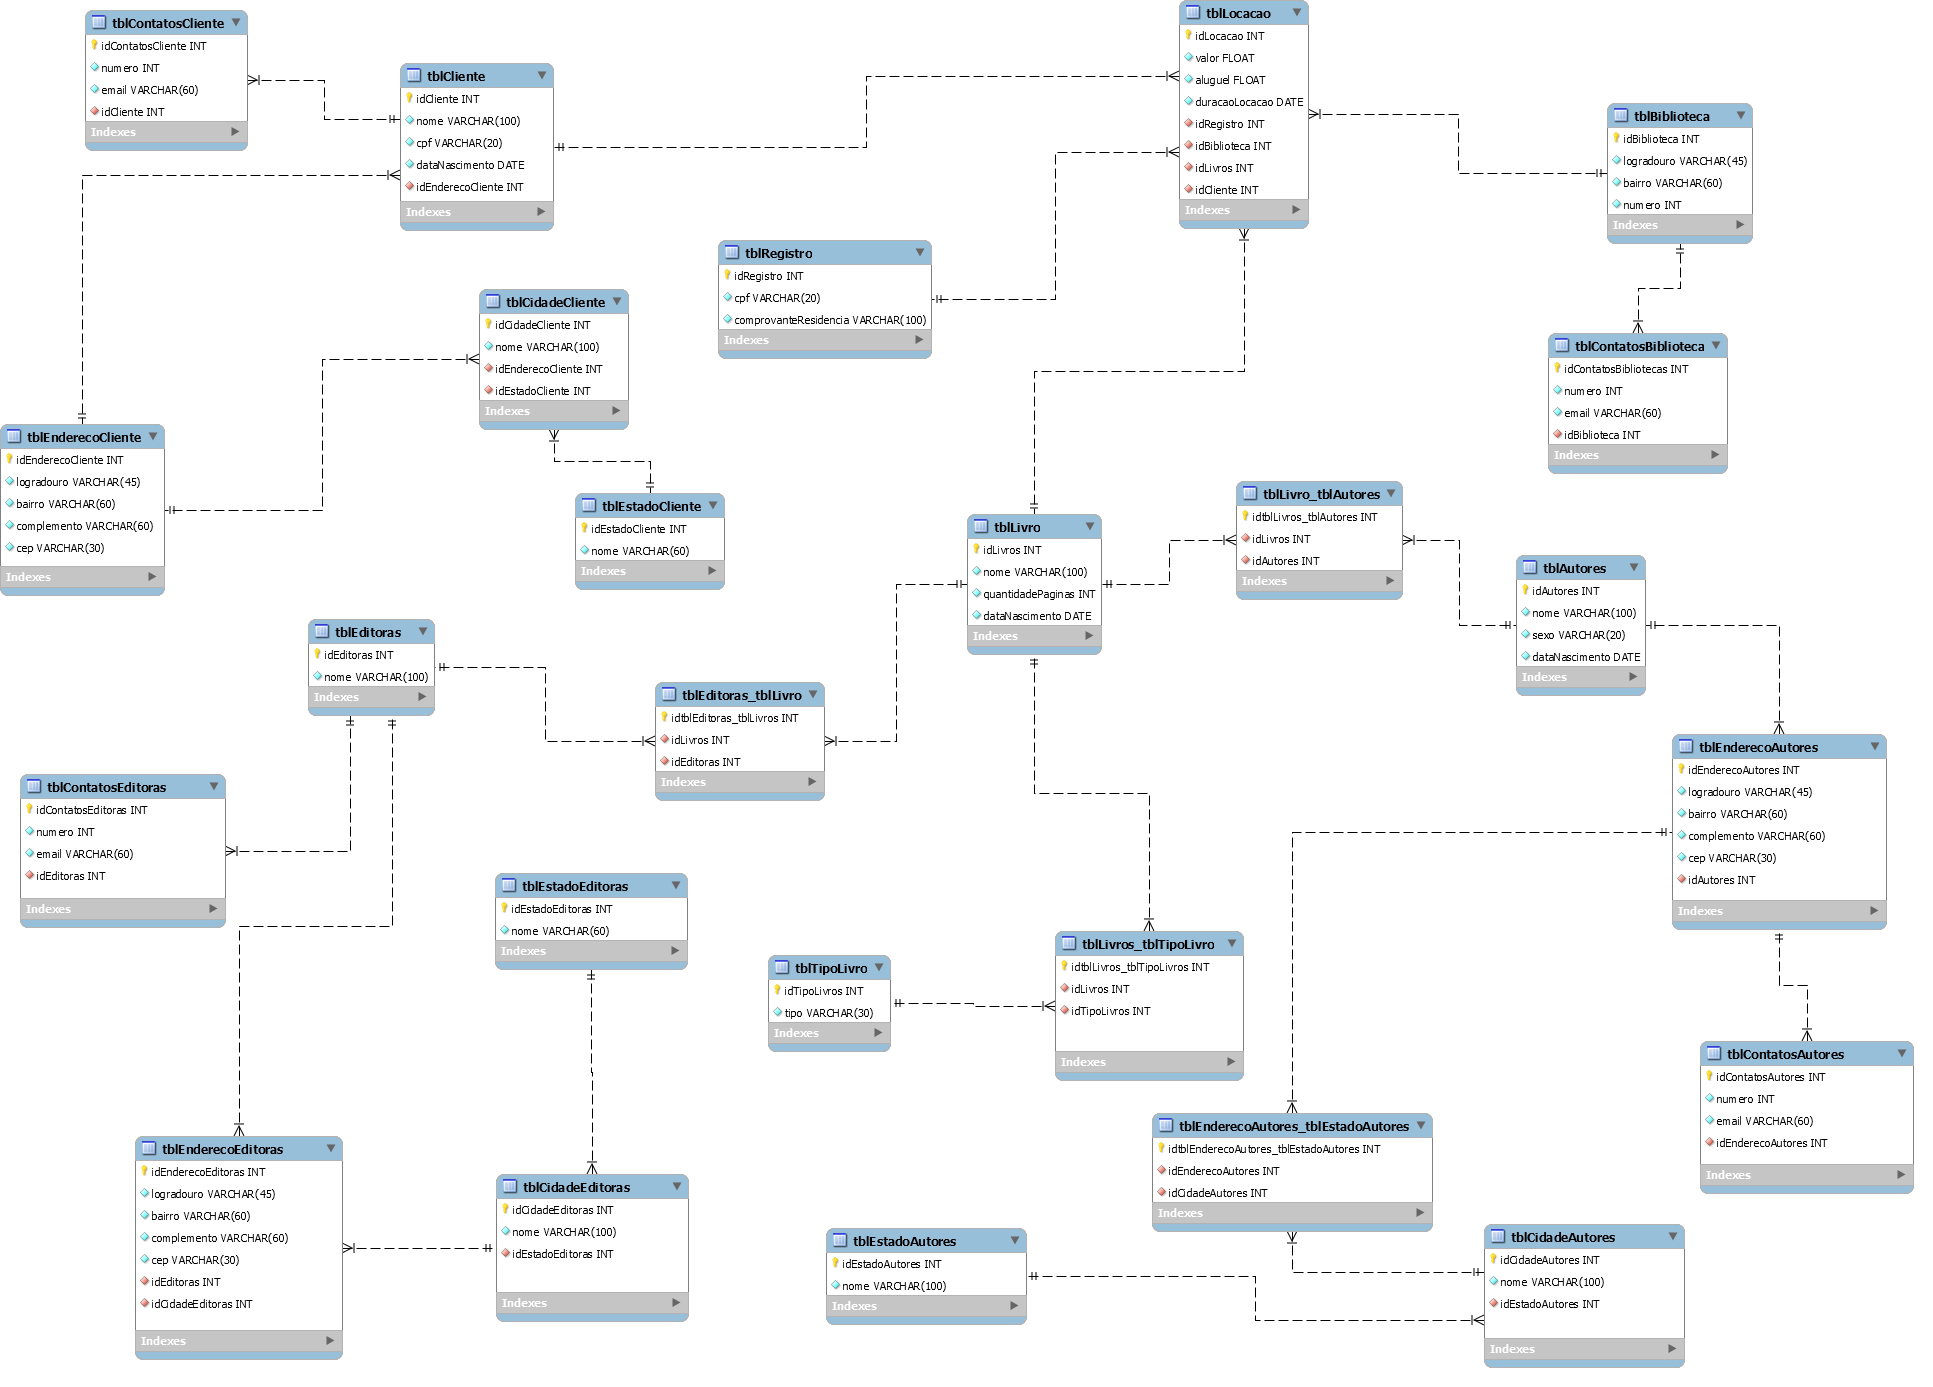 tblContatosCliente
idContatosCliente INT
numero INT
email VARCHAR(60)
idCliente INT
Indexes
tblCliente
idCliente INT
nome VARCHAR(100)
cpf VARCHAR(20)
dataNascimento DATE
idEnderecoCliente INT
Indexes
tblLocacao
idLocacao INT
valor FLOAT
aluguel FLOAT
duracaoLocacao DATE
idRegistro INT
idBiblioteca INT
idLivros INT
idCliente INT
Indexes
tblBiblioteca
idBiblioteca INT
logradouro VARCHAR(45)
bairro VARCHAR(60)
numero INT
Indexes
tblRegistro
idRegistro INT
cpf VARCHAR(20)
comprovanteResidencia VARCHAR(100)
Indexes
tblCidadeCliente
idCidadeCliente INT
nome VARCHAR(100)
idEnderecoCliente INT
idEstadoCliente INT
Indexes
tblContatosBiblioteca
idContatosBibliotecas INT
numero INT
email VARCHAR(60)
idBiblioteca INT
Indexes
tblEnderecoCliente
idEnderecoCliente INT
logradouro VARCHAR(45)
bairro VARCHAR(60)
complemento VARCHAR(60)
cep VARCHAR(30)
Indexes
tblEstadoCliente
idEstadoCliente INT
nome VARCHAR(60)
Indexes
tblLivro
idLivros INT
nome VARCHAR(100)
quantidadePaginas INT
dataNascimento DATE
Indexes
tblLivro_tblAutores
idtblLivros_tblAutores INT
idLivros INT
idAutores INT
Indexes
tblAutores
idAutores INT
nome VARCHAR(100)
sexo VARCHAR(20)
dataNascimento DATE
Indexes
tblEditoras
idEditoras INT
nome VARCHAR(100)
Indexes
tblEditoras_tblLivro
idtblEditoras_tblLivros INT
idLivros INT
idEditoras INT
Indexes
tblEnderecoAutores
idEnderecoAutores INT
logradouro VARCHAR(45)
bairro VARCHAR(60)
complemento VARCHAR(60)
cep VARCHAR(30)
idAutores INT
Indexes
tblContatosEditoras
idContatosEditoras INT
numero INT
email VARCHAR(60)
idEditoras INT
Indexes
tblEstadoEditoras
idEstadoEditoras INT
nome VARCHAR(60)
Indexes
tblTipoLivro
idTipoLivros INT
tipo VARCHAR(30)
Indexes
tblLivros_tblTipoLivro
idtblLivros_tblTipoLivros INT
idLivros INT
idTipoLivros INT
Indexes
tblContatosAutores
idContatosAutores INT
numero INT
email VARCHAR(60)
idEnderecoAutores INT
Indexes
tblEnderecoEditoras
idEnderecoEditoras INT
logradouro VARCHAR(45)
bairro VARCHAR(60)
complemento VARCHAR(60)
cep VARCHAR(30)
idEditoras INT
idCidadeEditoras INT
Indexes
tblCidadeEditoras
idCidadeEditoras INT
nome VARCHAR(100)
idEstadoEditoras INT
Indexes
tblEnderecoAutores_tblEstadoAutores
idtblEnderecoAutores_tblEstadoAutores INT
idEnderecoAutores INT
idCidadeAutores INT
Indexes
tblEstadoAutores
idEstadoAutores INT
nome VARCHAR(100)
Indexes
tblCidadeAutores
idCidadeAutores INT
nome VARCHAR(100)
idEstadoAutores INT
Indexes